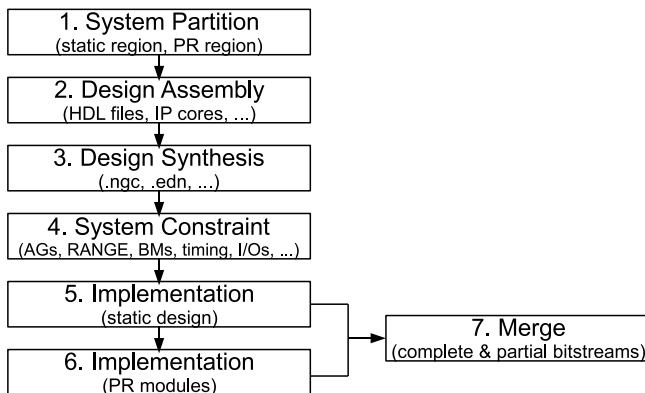 1. System Partition
(static region, PR region)
2. Design Assembly
(HDL files, IP cores, ...)
3. Design Synthesis
(.ngc, .edn, ...)
4. System Constraint
(AGs, RANGE, BMs, timing, I/Os, ...)
5. Implementation
(static design)
6. Implementation
(PR modules)
7. Merge
(complete & partial bitstreams)